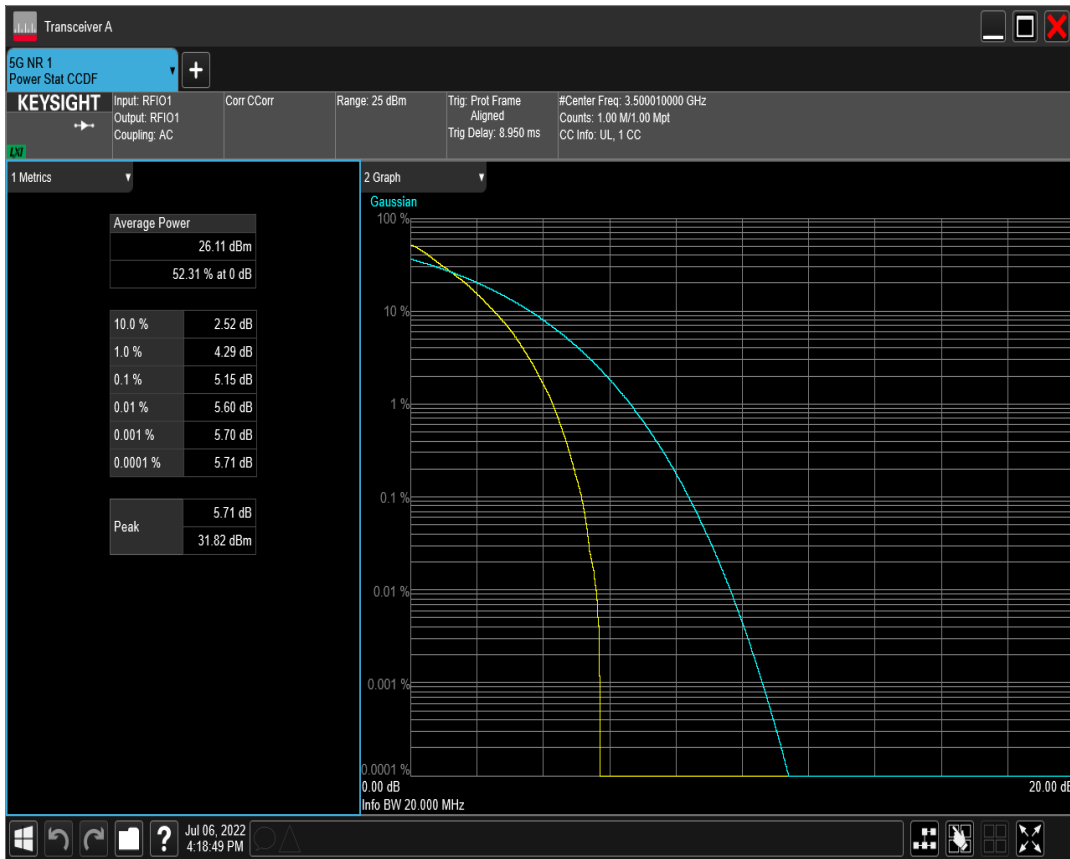 Transceiver A
5G NR 1
Power Stat CCDF
+
KEYSIGHT
LXI
Input: RFIO1
Output: RFIO1
Coupling: AC
Corr CCorr
Range: 25 dBm
Trig: Prot Frame
Aligned
Trig Delay: 8.950 ms
#Center Freq: 3.500010000 GHz
Counts: 1.00 M/1.00 Mpt
CC Info: UL, 1 CC
1 Metrics
Average Power
26.11 dBm
52.31 % at 0 dB
10.0 % 2.52 dB
1.0 % 4.29 dB
0.1 % 5.15 dB
0.01 % 5.60 dB
0.001 % 5.70 dB
0.0001 % 5.71 dB
Peak
5.71 dB
31.82 dBm
2 Graph
Gaussian
100 %
10 %
1 %
0.1 %
0.01 %
0.001 %
0.0001 %
0.00 dB 20.00 dB
Info BW 20.000 MHz
?
Jul 06, 2022
4:18:49 PM